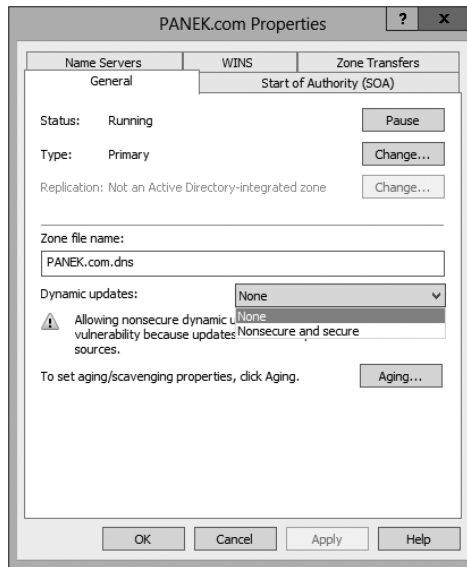 PANEK.com Properties
? x
Name Servers WINS Zone Transfers
General Start of Authority (SOA)
Status: Running Pause
Type: Primary Change...
Replication: Not an Active Directory-integrated zone Change...
Zone file name:
PANEK.com.dns
Dynamic updates: None
None
Nonsecure and secure
Allowing nonsecure dynamic
vulnerability because updates
sources.
To set aging/scavenging properties, click Aging. Aging...
OK Cancel Apply Help